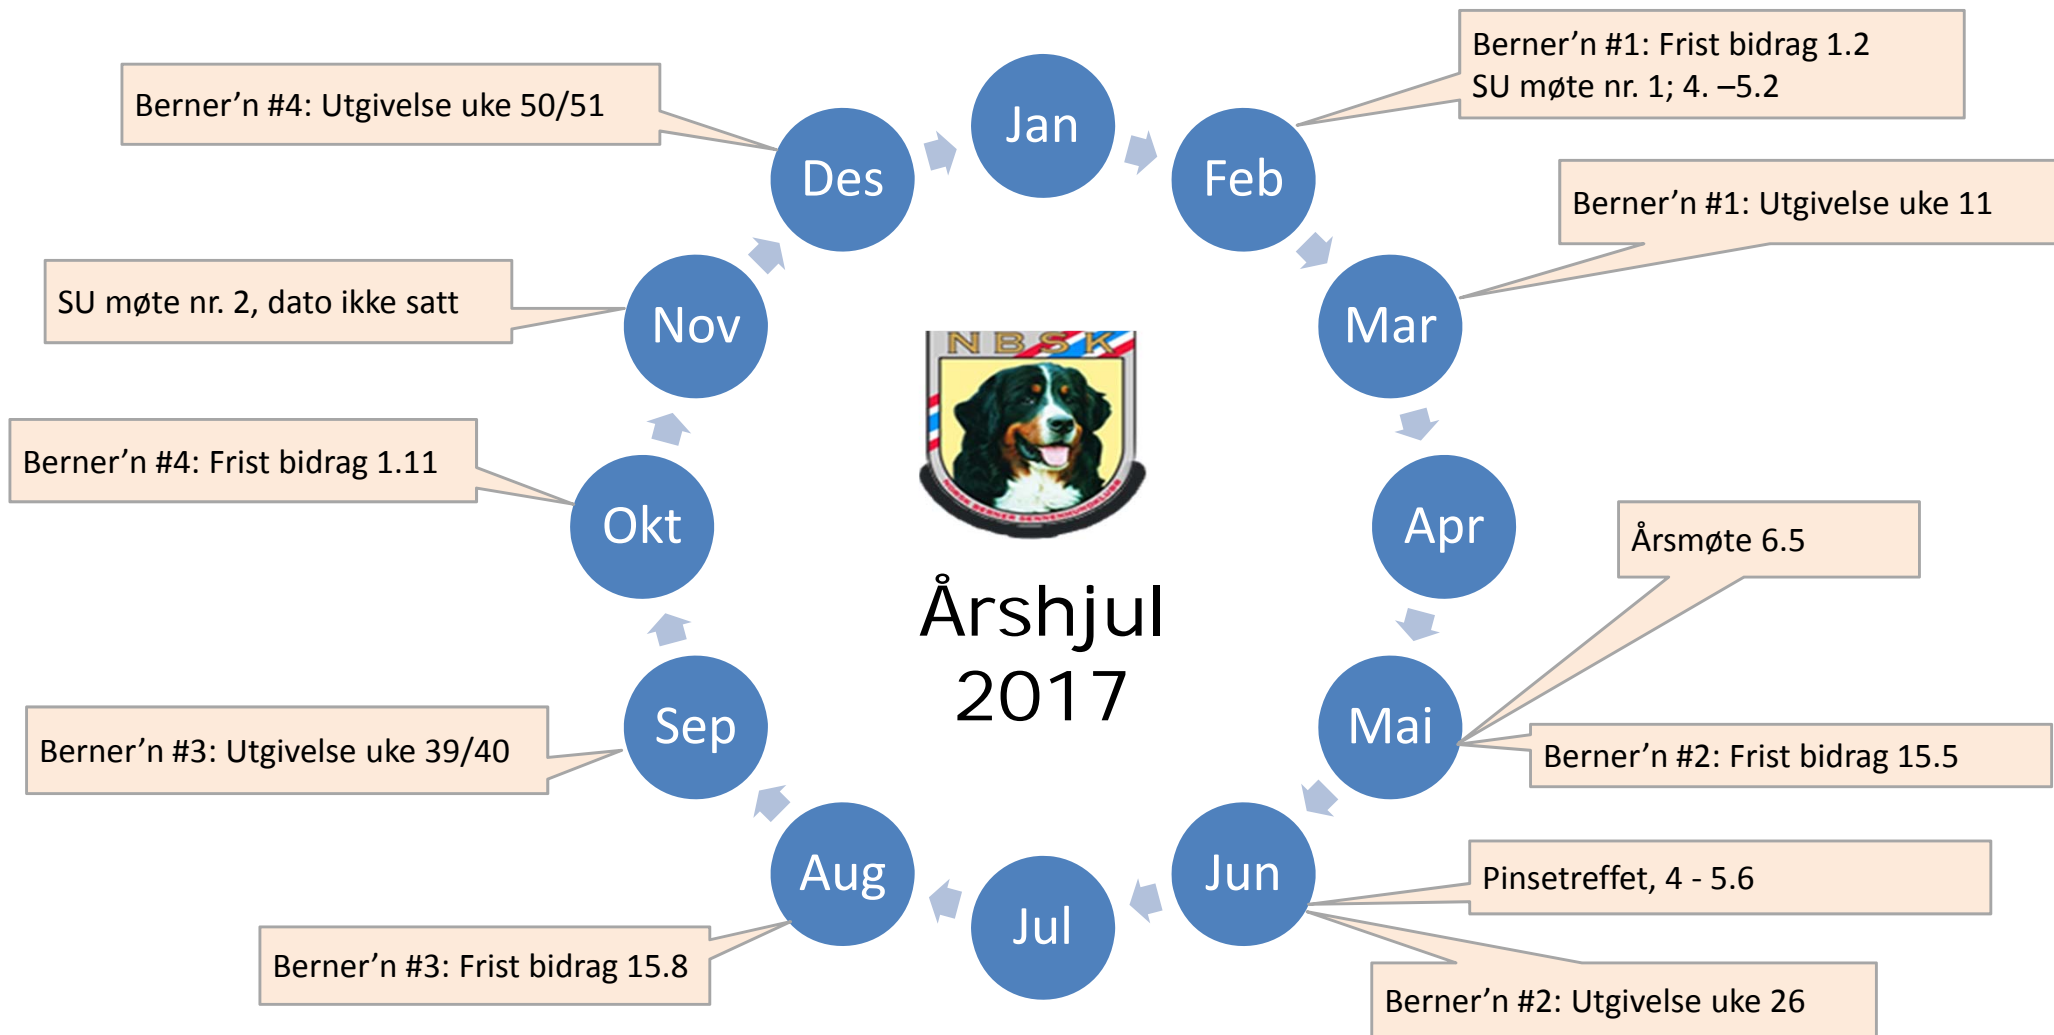 Berner’n #1: Frist bidrag 1.2
SU møte nr. 1; 4. –5.2
Berner’n #4: Utgivelse uke 50/51
Jan
Des
Feb
Berner’n #1: Utgivelse uke 11
SU møte nr. 2, dato ikke satt
Nov
Mar
NBSK
NORSK BERNER SENNENHUNDKLUBB
Berner’n #4: Frist bidrag 1.11
Okt
Apr
Årsmøte 6.5
Årshjul
2017
Berner’n #3: Utgivelse uke 39/40
Sep
Mai
Berner’n #2: Frist bidrag 15.5
Aug
Jun
Pinsetreffet, 4 - 5.6
Jul
Berner’n #3: Frist bidrag 15.8
Berner’n #2: Utgivelse uke 26